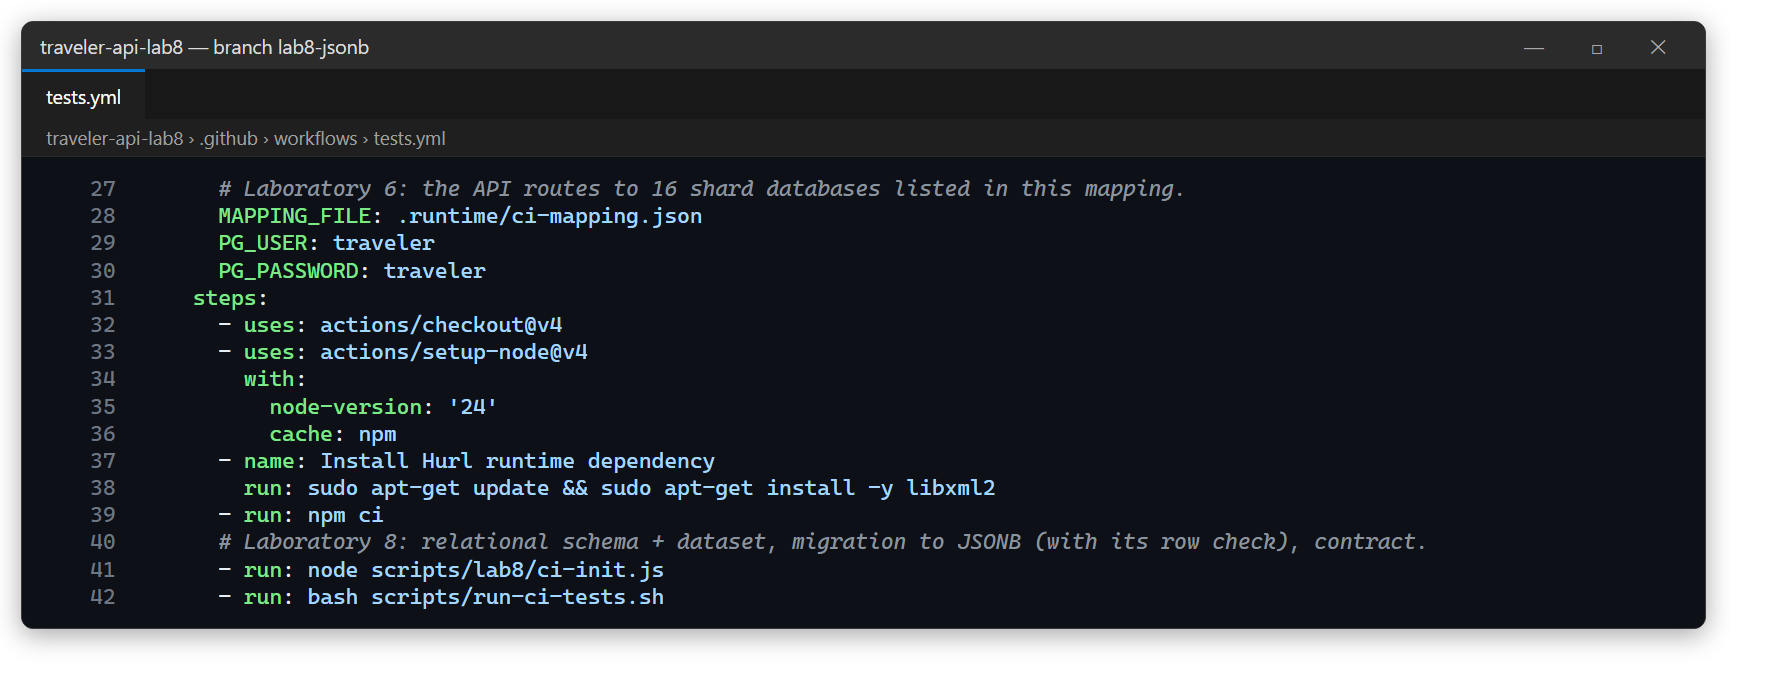 traveler-api-lab8 — branch lab8-jsonb
tests.yml
traveler-api-lab8 › .github › workflows › tests.yml
27 # Laboratory 6: the API routes to 16 shard databases listed in this mapping.
28 MAPPING_FILE: .runtime/ci-mapping.json
29 PG_USER: traveler
30 PG_PASSWORD: traveler
31 steps:
32 - uses: actions/checkout@v4
33 - uses: actions/setup-node@v4
34 with:
35 node-version: '24'
36 cache: npm
37 - name: Install Hurl runtime dependency
38 run: sudo apt-get update && sudo apt-get install -y libxml2
39 - run: npm ci
40 # Laboratory 8: relational schema + dataset, migration to JSONB (with its row check), contract.
41 - run: node scripts/lab8/ci-init.js
42 - run: bash scripts/run-ci-tests.sh